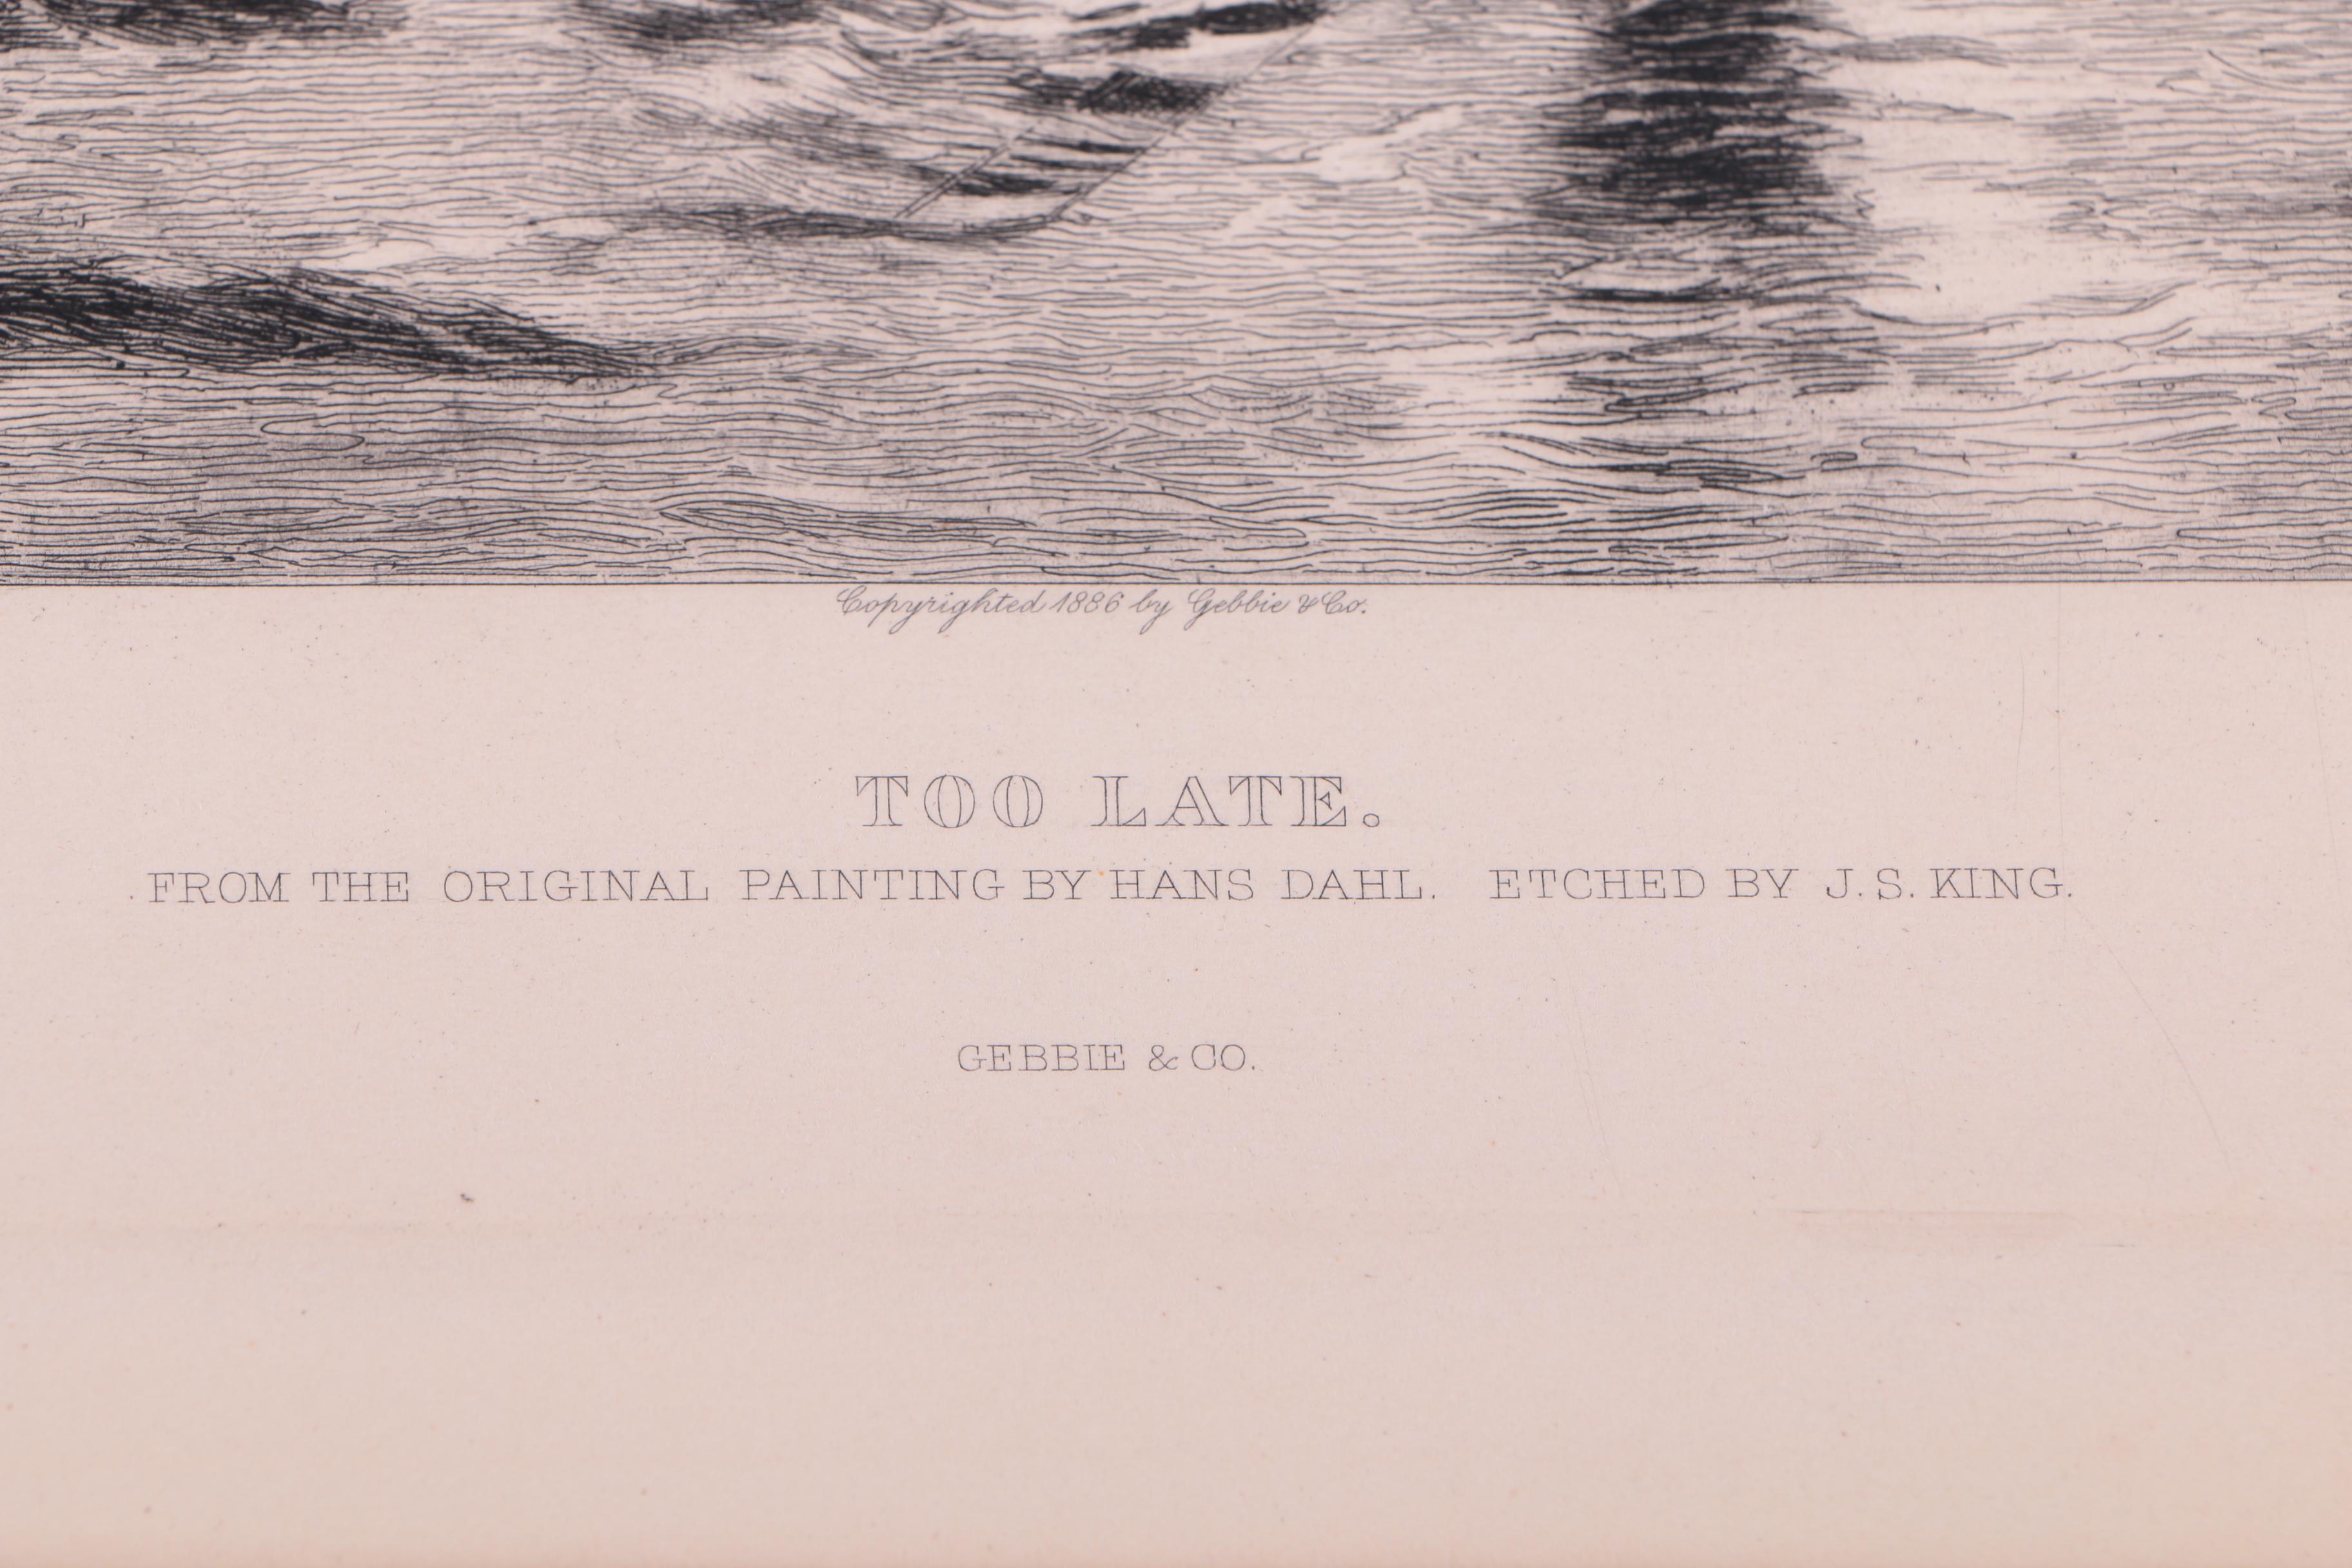 Copyrighted 1886 by Gebbie & Co.
TOO LATE.
FROM THE ORIGINAL PAINTING BY HANS DAHL. ETCHED BY J. S. KING.
GEBBIE & CO.